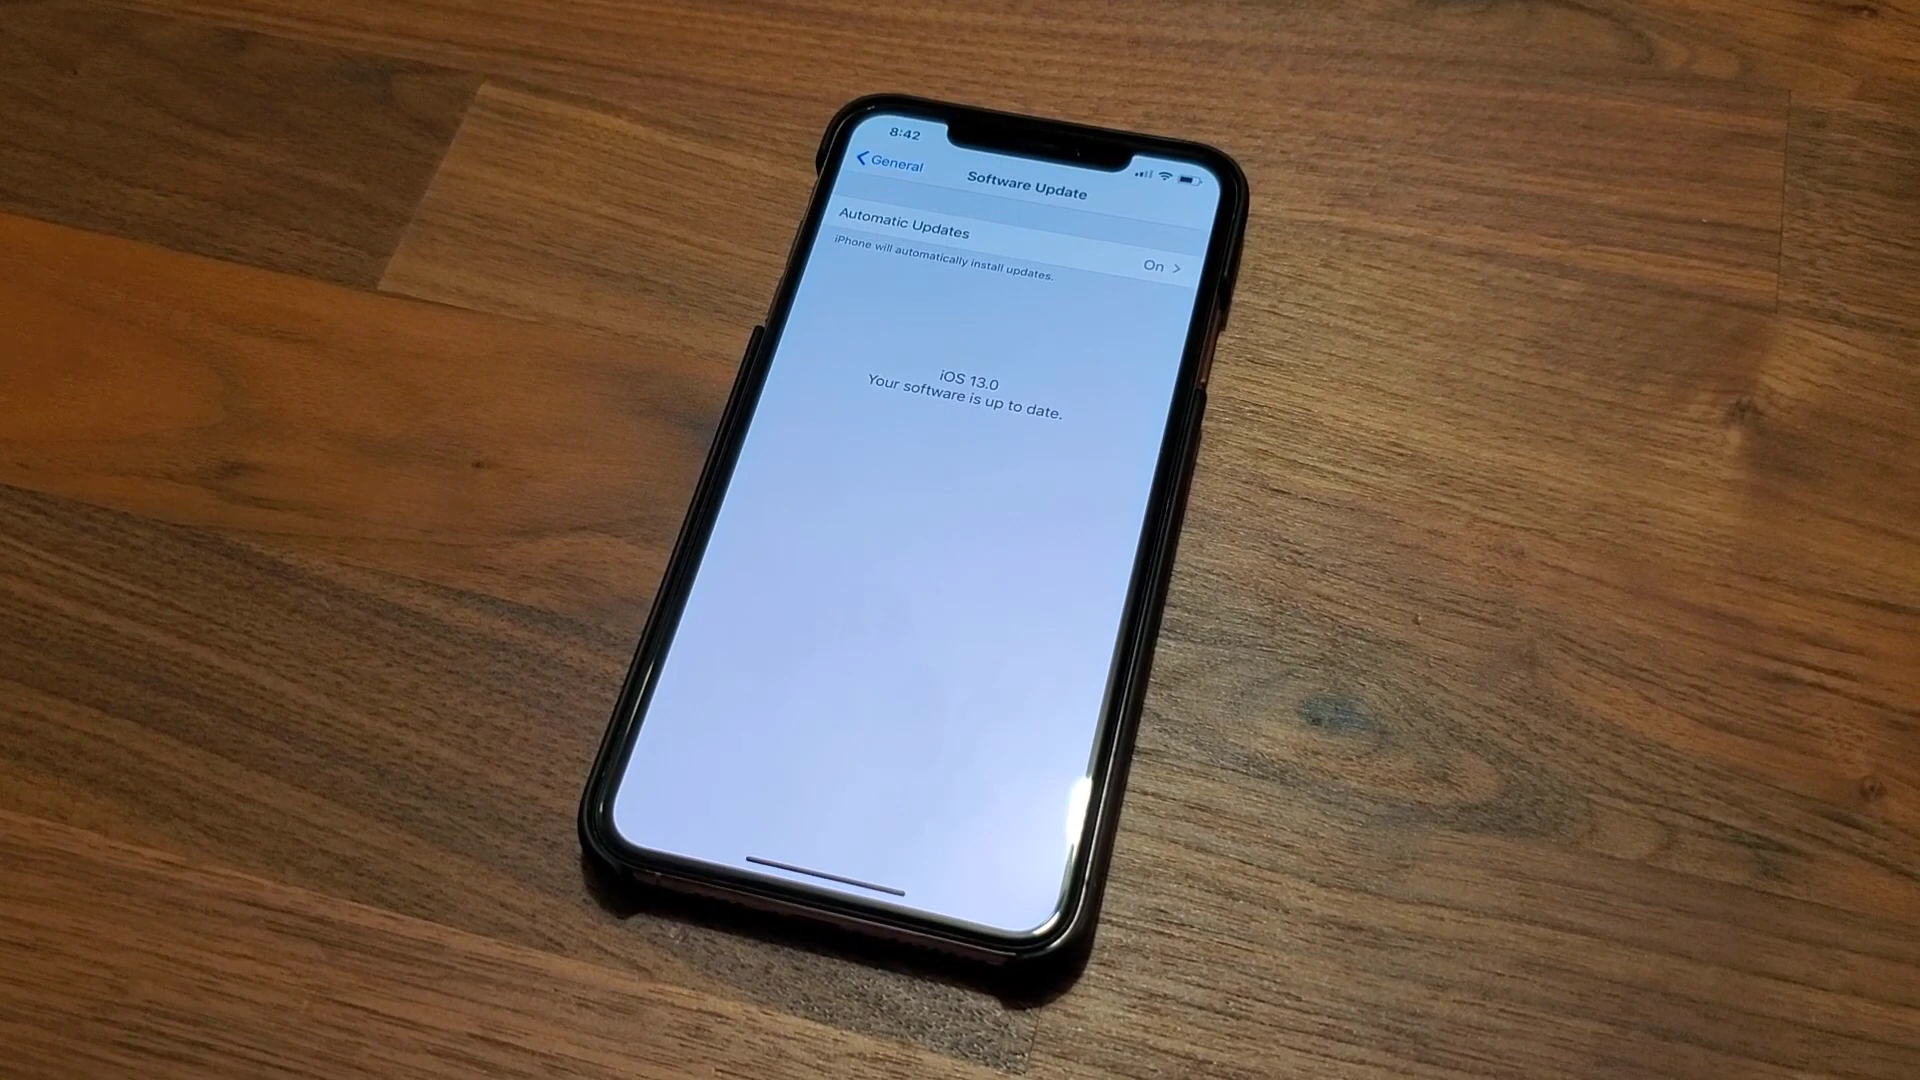 8:42
General
Software Update
Automatic Updates
On
iPhone will automatically install updates.
iOS 13.0
Your software is up to date.